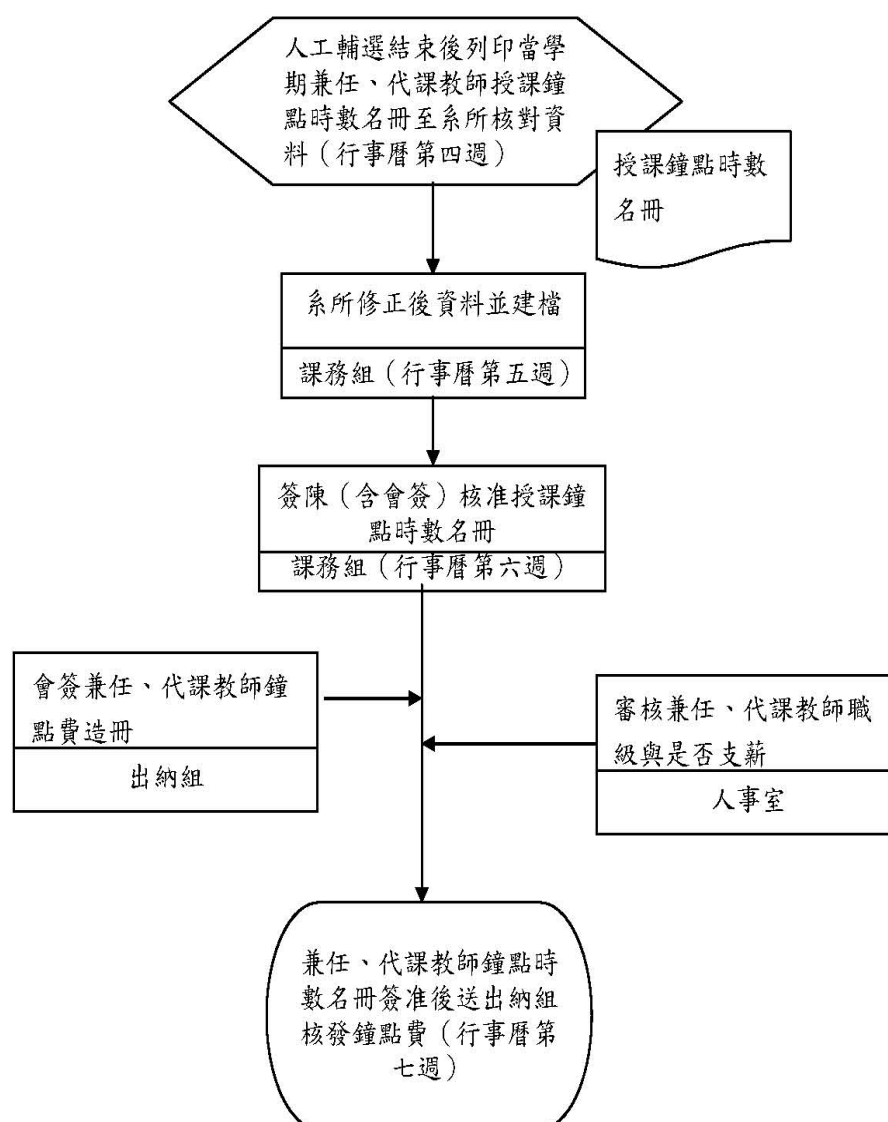 人工輔選結束後列印當學
期兼任、代課教師授課鐘
點時數名冊至系所核對資
料（行事曆第四週）
授課鐘點時數
名冊
系所修正後資料並建檔
課務組（行事曆第五週）
簽陳（含會簽）核准授課鐘
點時數名冊
課務組（行事曆第六週）
會簽兼任、代課教師鐘
點費造冊
出納組
審核兼任、代課教師職
級與是否支薪
人事室
兼任、代課教師鐘點時
數名冊簽准後送出納組
核發鐘點費（行事曆第
七週）